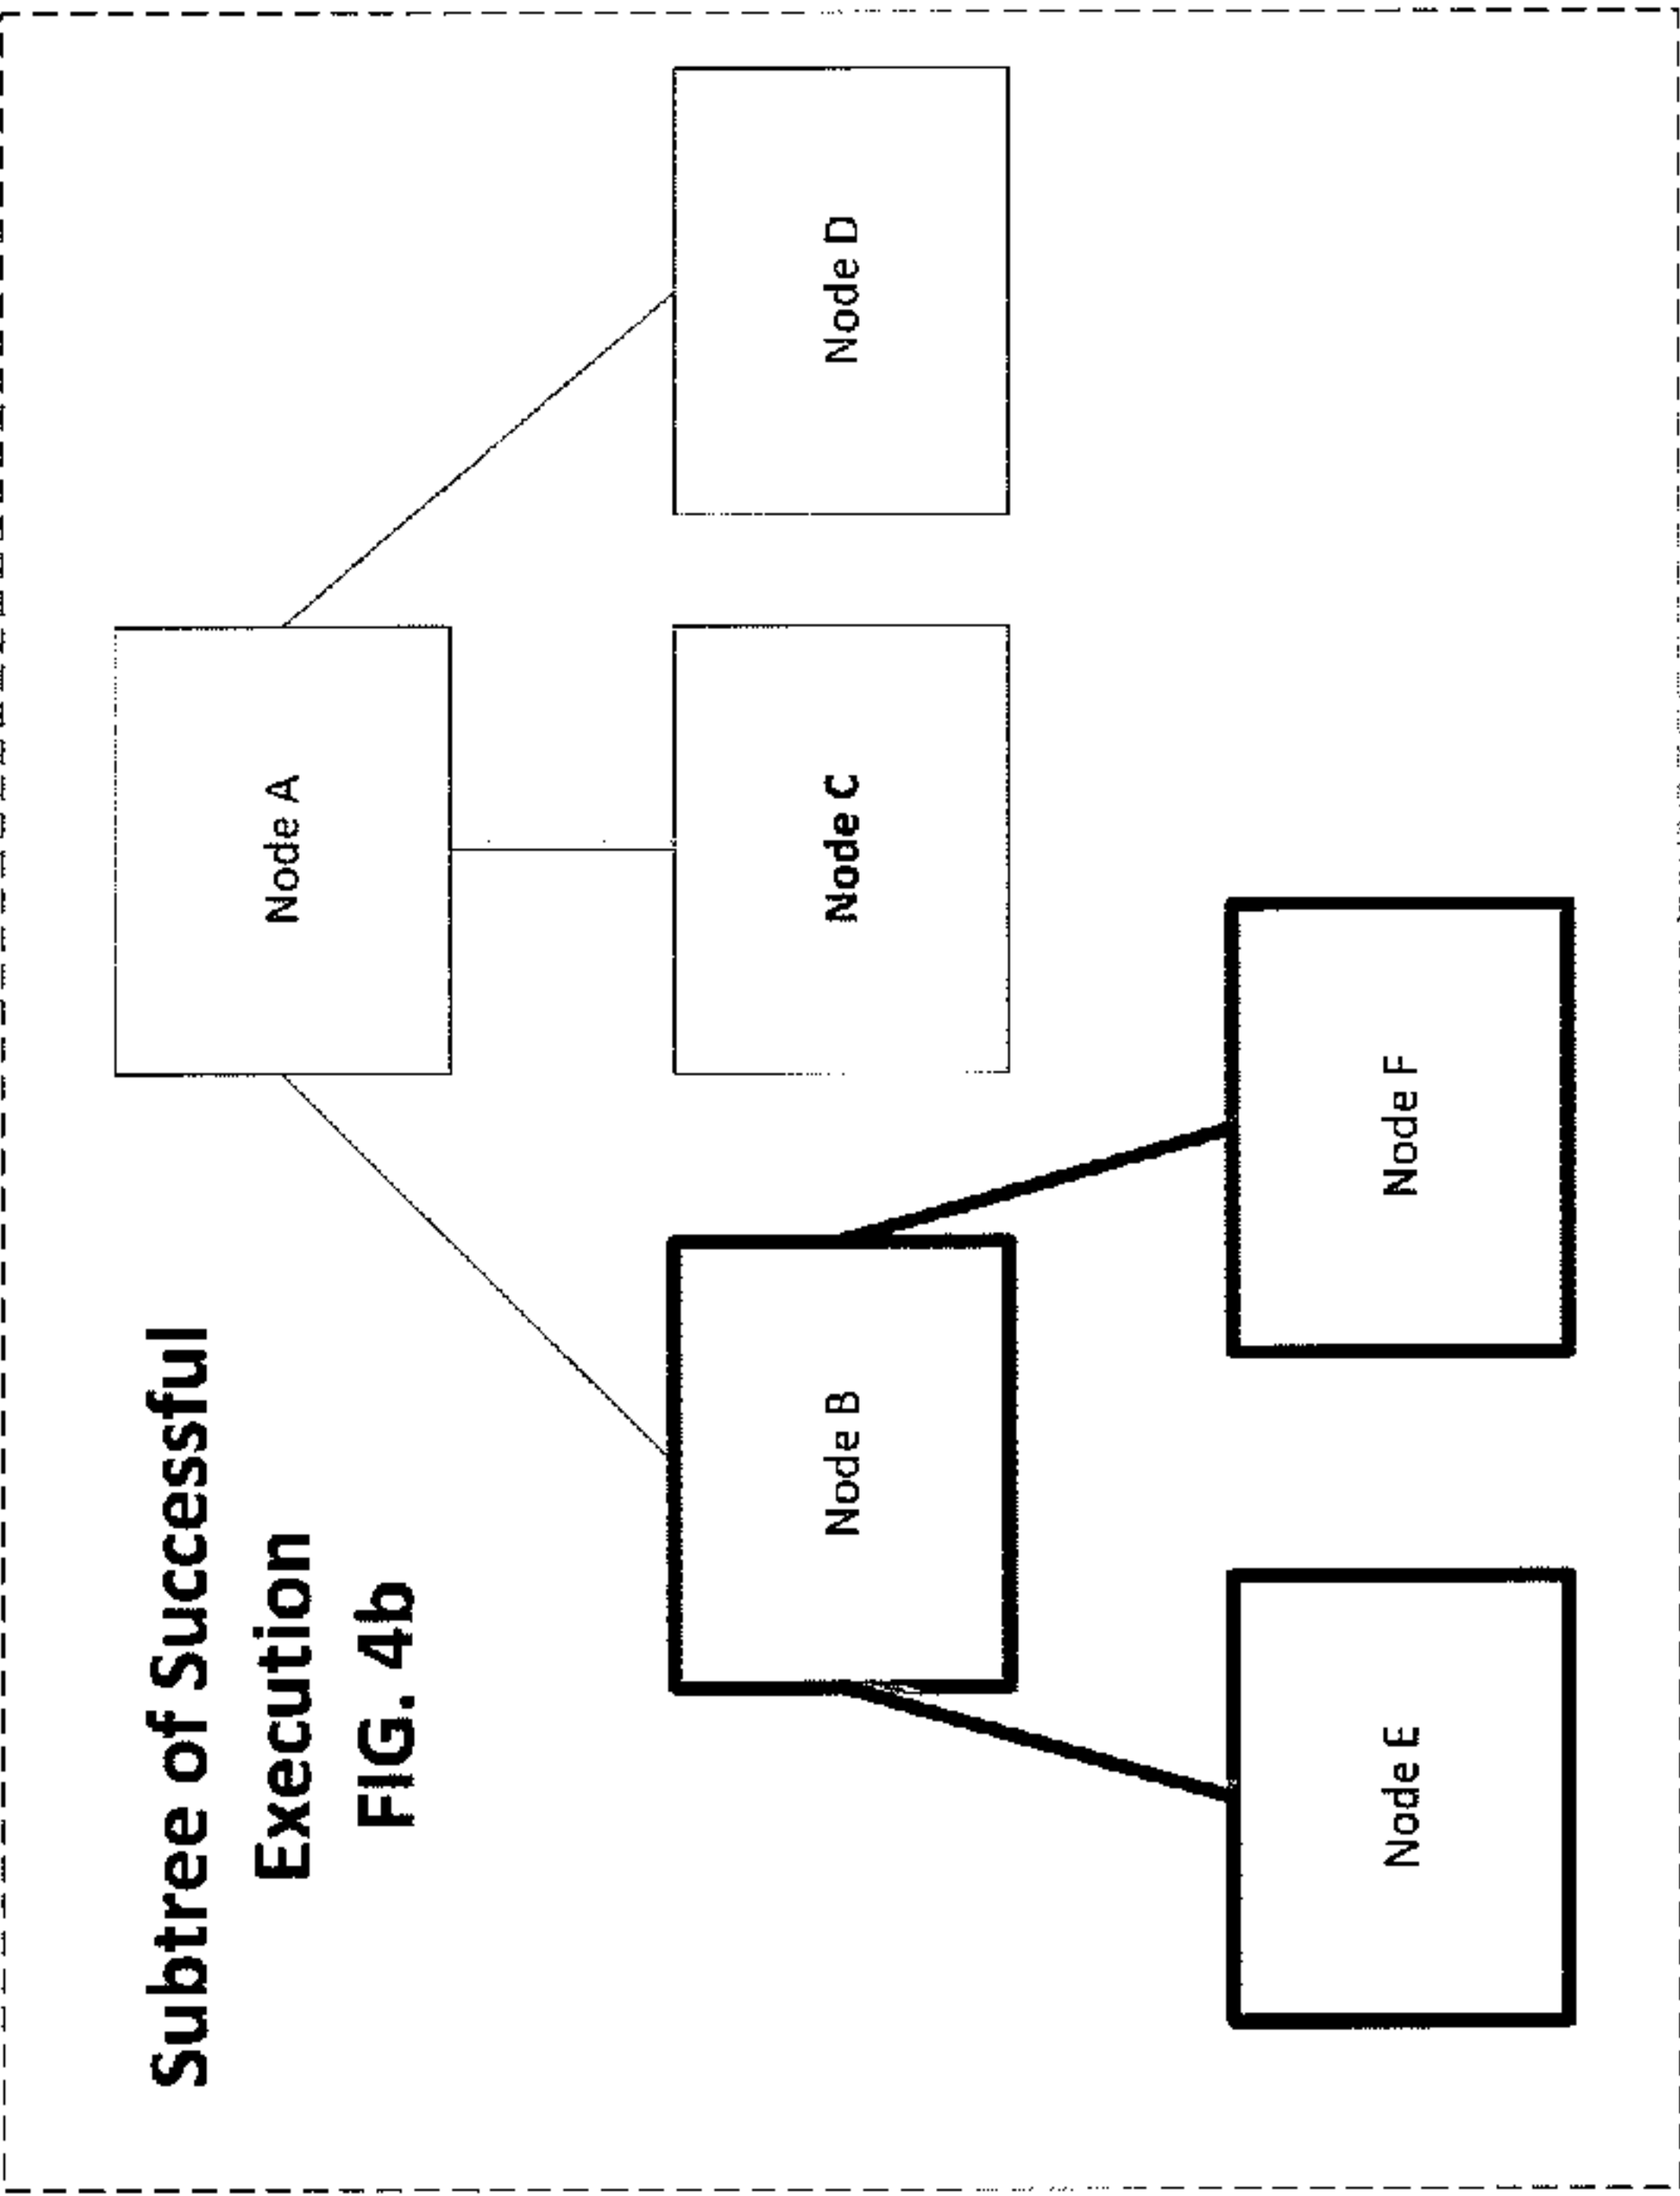 Subtree of Successful
Execution
FIG. 4b
Node A
Node B
Node C
Node D
Node E
Node F